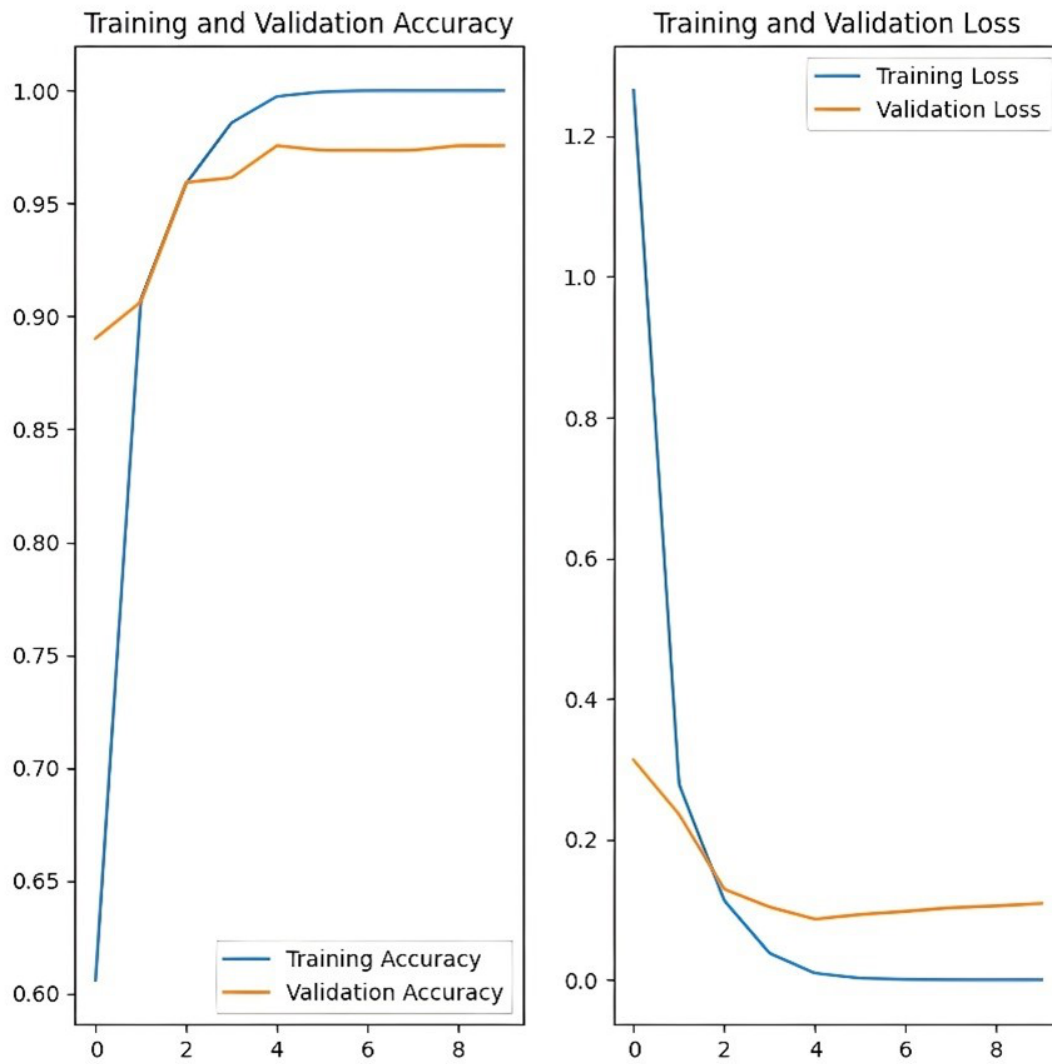 Training and Validation Accuracy
1.00
0.95
0.90
0.85
0.80
0.75
0.70
0.65
0.60
Training Accuracy
Validation Accuracy
0 2 4 6 8
Training and Validation Loss
Training Loss
Validation Loss
1.2
1.0
0.8
0.6
0.4
0.2
0.0
0 2 4 6 8